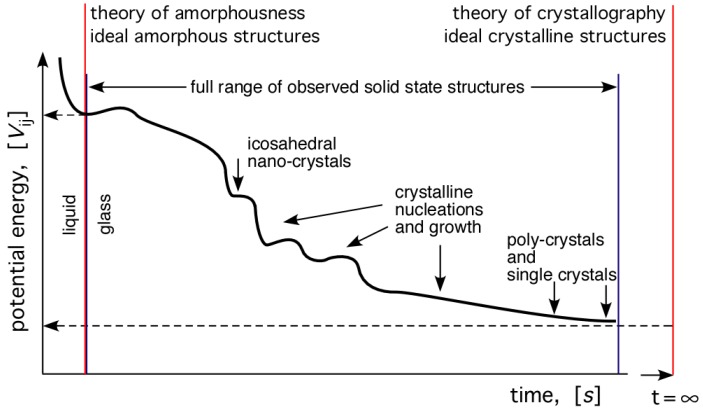 theory of amorphousness
ideal amorphous structures
theory of crystallography
ideal crystalline structures
full range of observed solid state structures
icosahedral
nano-crystals
crystalline
nucleations
and growth
poly-crystals
and
single crystals
liquid
glass
potential energy, [Vij]
time, [s]
t = ∞